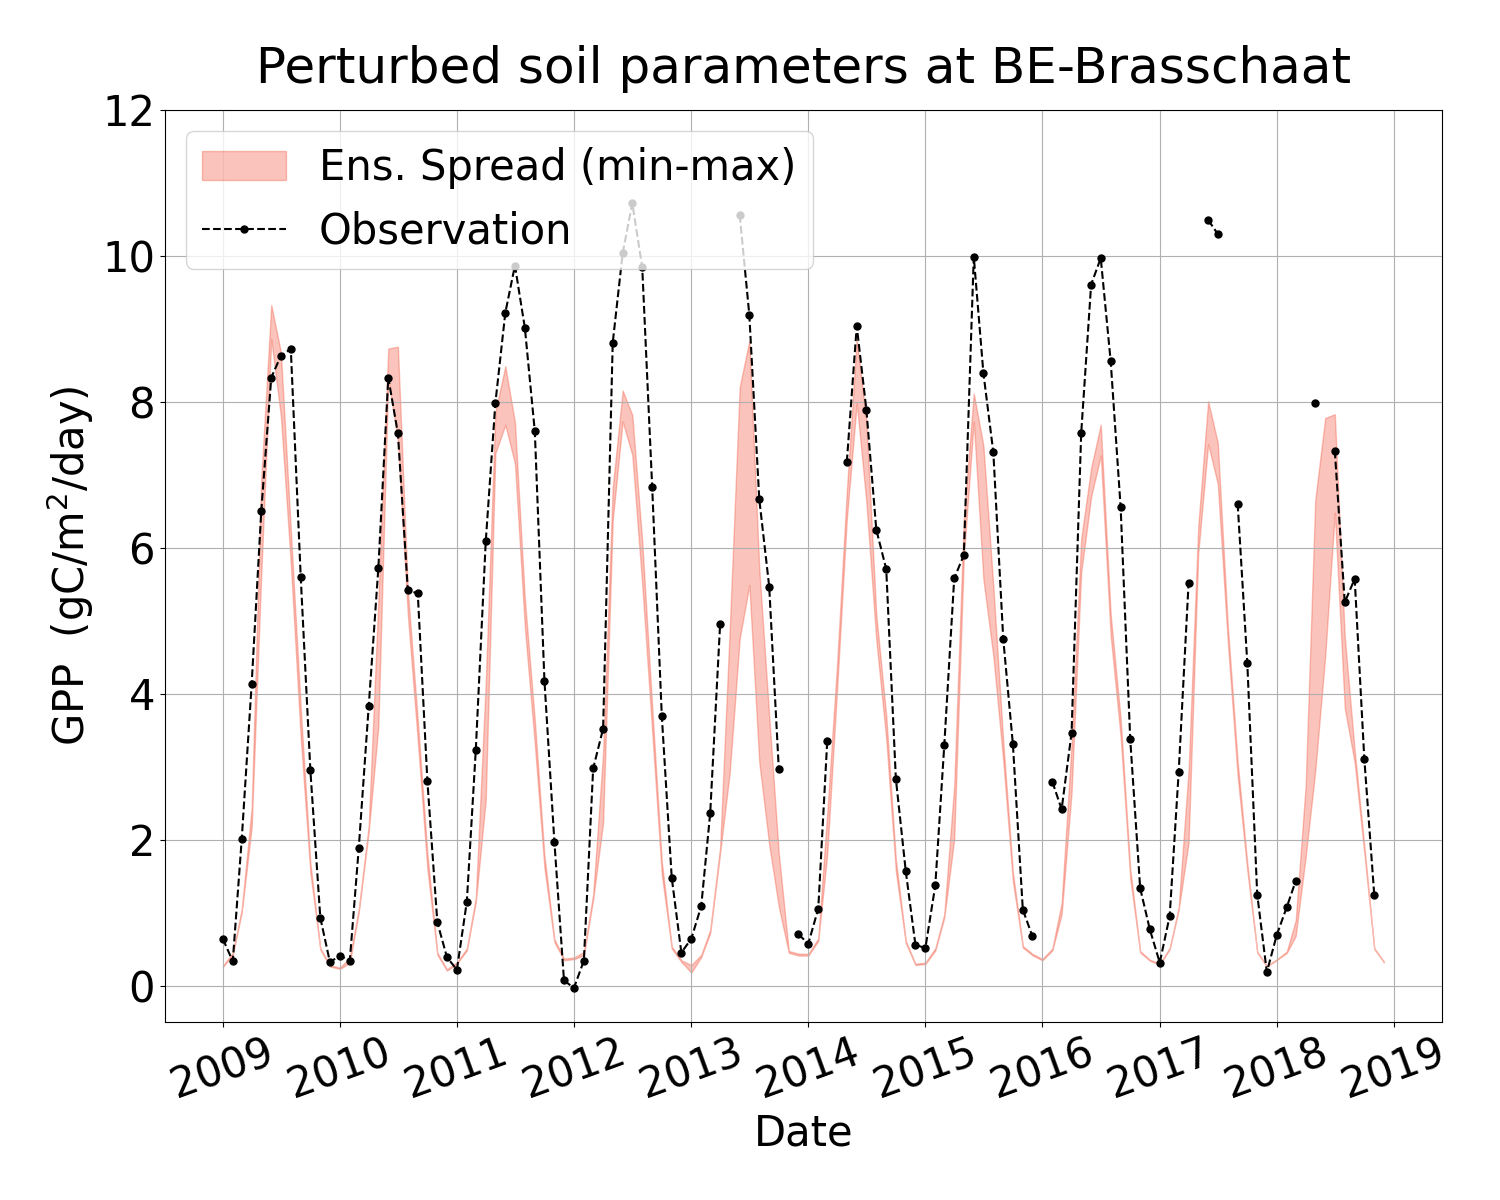 Perturbed soil parameters at BE-Brasschaat
12
10
8
6
4
2
0
GPP (gC/m²/day)
Ens. Spread (min-max)
Observation
2009 2010 2011 2012 2013 2014 2015 2016 2017 2018 2019
Date